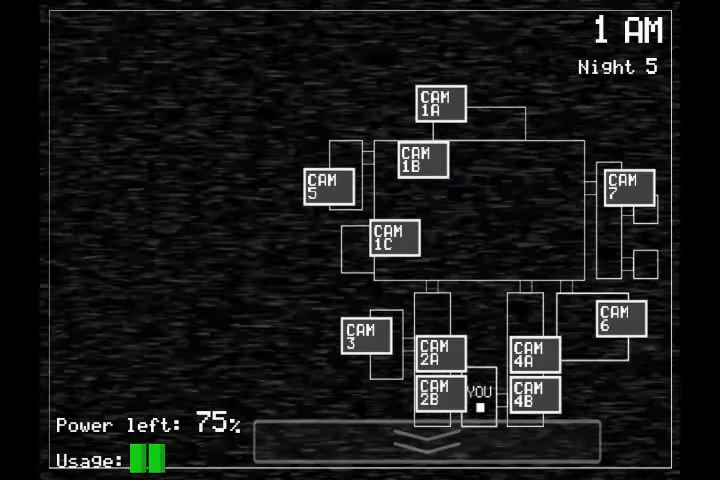 1 AM
Night 5
CAM
1A
CAM
1B
CAM
5
CAM
7
CAM
1C
CAM
6
CAM
3
CAM
2A
CAM
4A
CAM
2B
YOU
CAM
4B
Power left: 75%
Usage: